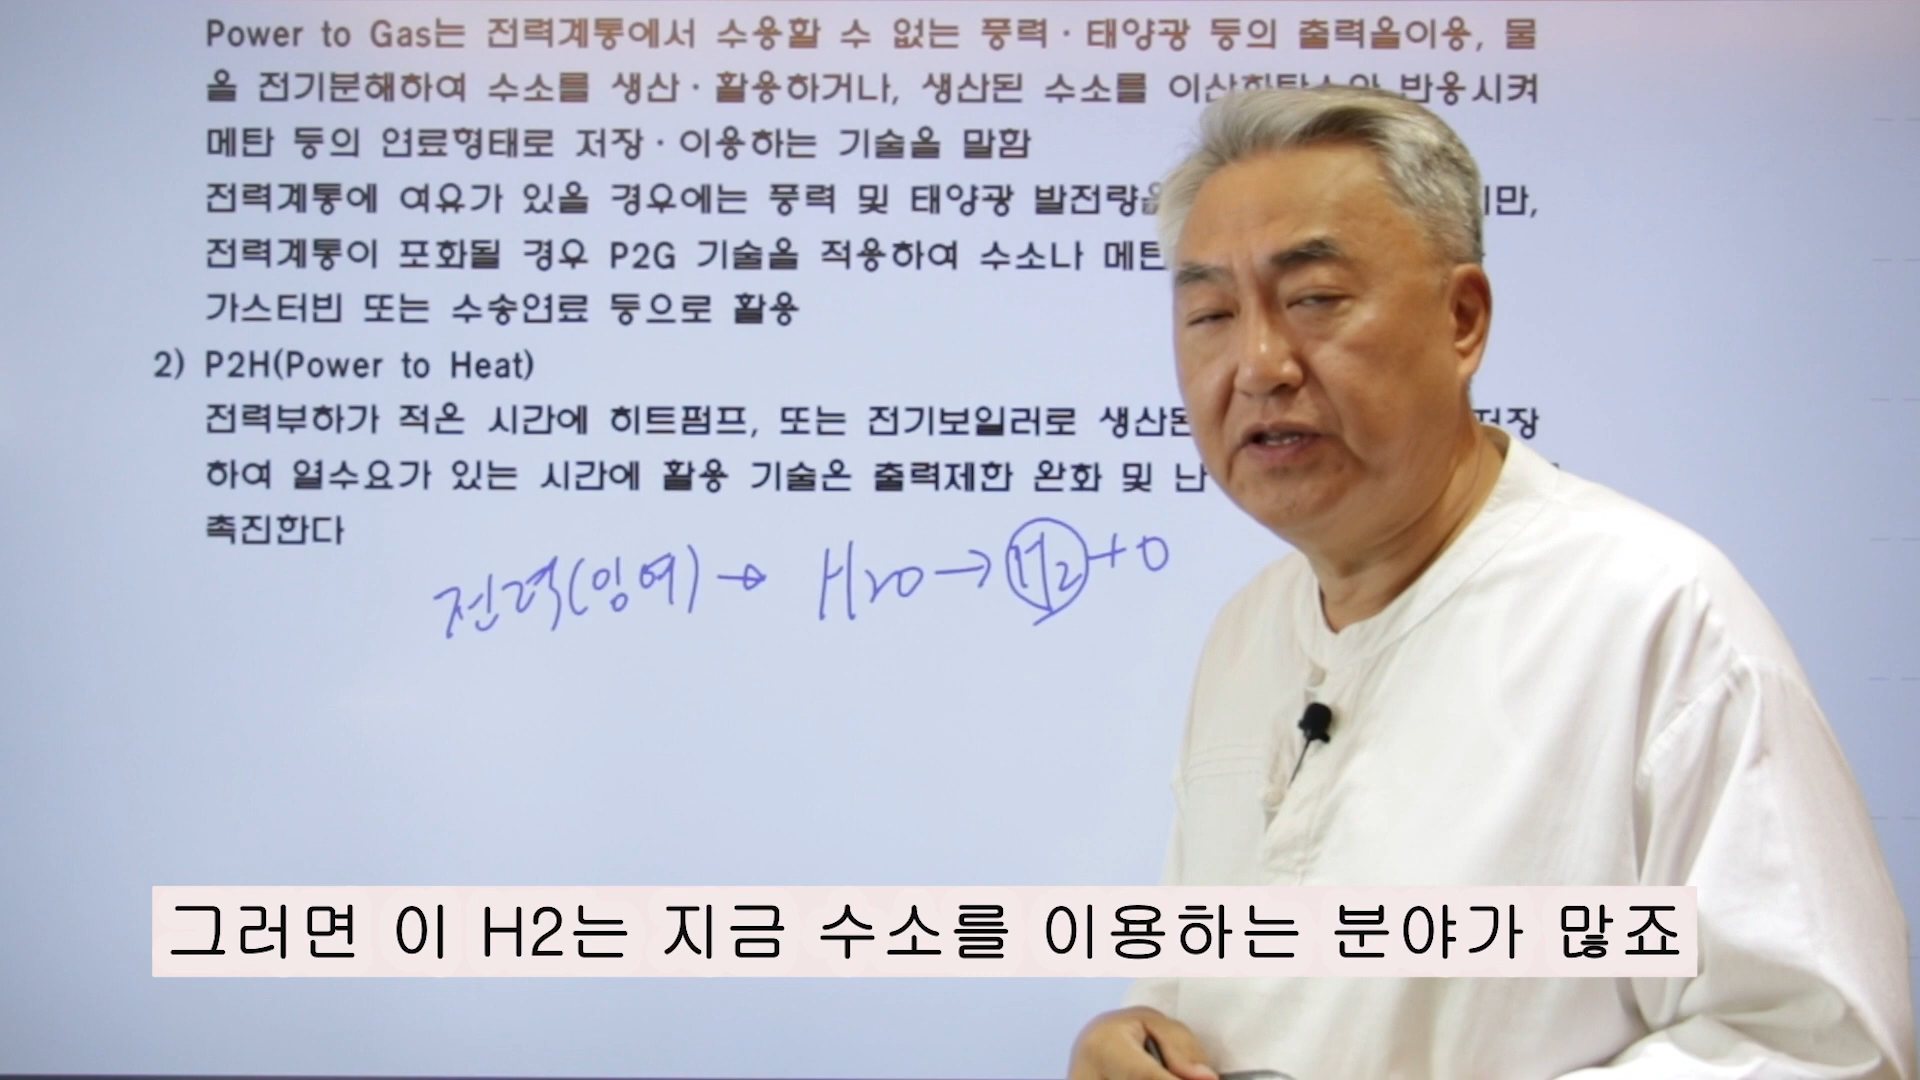 Power to Gas는 전력계통에서 수용할 수 없는 풍력·태양광 등의 출력을이용, 물
을 전기분해하여 수소를 생산·활용하거나, 생산된 수소를 이산화탄소와 반응시켜
메탄 등의 연료형태로 저장·이용하는 기술을 말함
전력계통에 여유가 있을 경우에는 풍력 및 태양광 발전량을
전력계통이 포화될 경우 P2G 기술을 적용하여 수소나
가스터빈 또는 수송연료 등으로 활용
2) P2H(Power to Heat)
전력부하가 적은 시간에 히트펌프, 또는 전기보일러로 저장
하여 열수요가 있는 시간에 활용 기술은 출력제한 완화 및
촉진한다
전력(잉여) → H2O → H2 + O
그러면 이 H2는 지금 수소를 이용하는 분야가 많죠